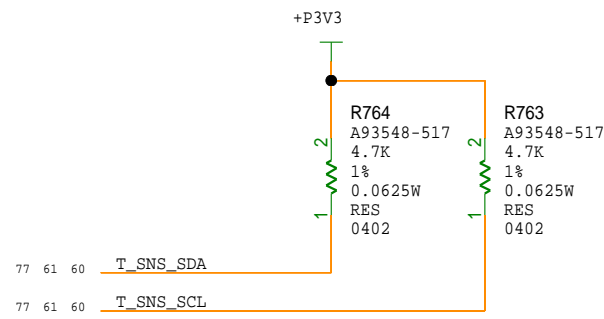 +P3V3
R764
A93548-517
4.7K
1%
0.0625W
RES
0402
2
1
R763
A93548-517
4.7K
1%
0.0625W
RES
0402
2
1
77 61 60 T_SNS_SDA
77 61 60 T_SNS_SCL